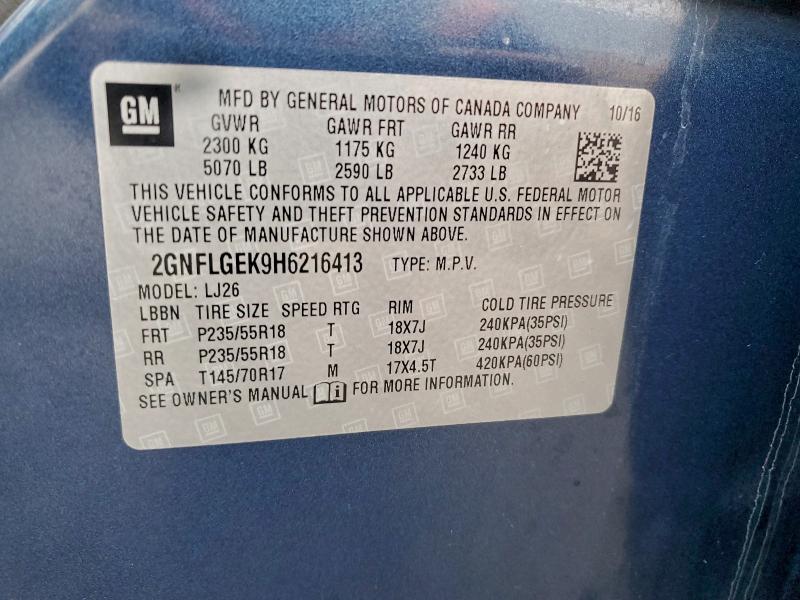 GM MFD BY GENERAL MOTORS OF CANADA COMPANY 10/16
GVWR GAWR FRT GAWR RR
2300 KG 1175 KG 1240 KG
5070 LB 2590 LB 2733 LB
THIS VEHICLE CONFORMS TO ALL APPLICABLE U.S. FEDERAL MOTOR
VEHICLE SAFETY AND THEFT PREVENTION STANDARDS IN EFFECT ON
THE DATE OF MANUFACTURE SHOWN ABOVE.
2GNFLGEK9H6216413 TYPE: M.P.V.
MODEL: LJ26
LBBN TIRE SIZE SPEED RTG RIM COLD TIRE PRESSURE
FRT P235/55R18 T 18X7J 240KPA(35PSI)
RR P235/55R18 T 18X7J 240KPA(35PSI)
SPA T145/70R17 M 17X4.5T 420KPA(60PSI)
SEE OWNER'S MANUAL FOR MORE INFORMATION.